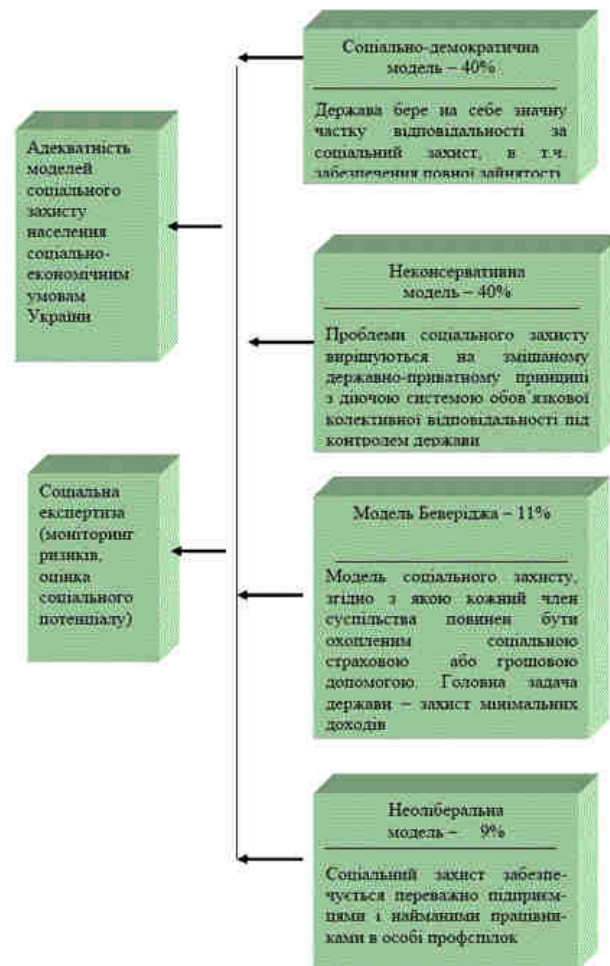 Адекватність
моделей
соціального
захисту
населення
соціально-
економічним
умовам
України
Соціальна
експертиза
(моніторинг
ризиків,
оцінка
соціального
потенціалу)
Соціально-демократична
модель – 40%
Держава бере на себе значну
частку відповідальності за
соціальний захист, в т.ч.
забезпечення повної зайнятості
Неконсервативна
модель – 40%
Проблеми соціального захисту
вирішуються на змішаному
державно-приватному принципі
з діючою системою обов’язкової
колективної відповідальності під
контролем держави
Модель Беверіджа – 11%
Модель соціального захисту,
згідно з якою кожний член
суспільства повинен бути
охопленим соціальною
страховою або грошовою
допомогою. Головна задача
держави – захист мінімальних
доходів
Неоліберальна
модель – 9%
Соціальний захист забезпе-
чується переважно підприєм-
цями і найманими працівни-
ками в особі профспілок